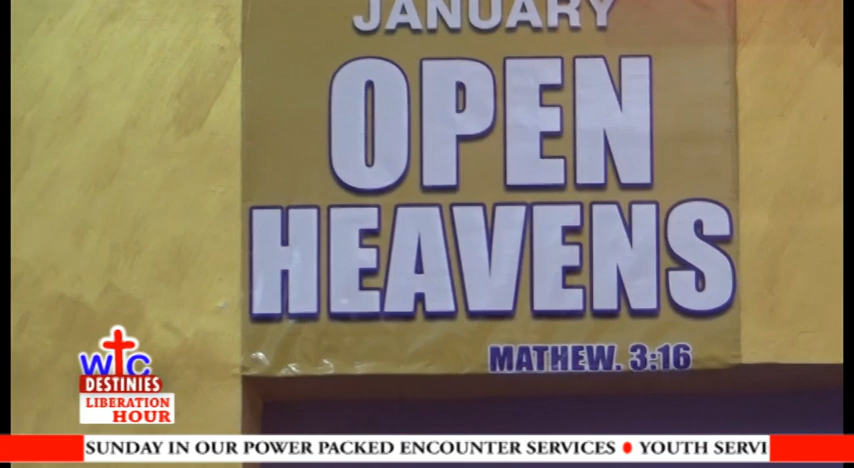 JANUARY
OPEN
HEAVENS
MATHEW. 3:16
WTC
DESTINIES
LIBERATION
HOUR
SUNDAY IN OUR POWER PACKED ENCOUNTER SERVICES • YOUTH SERVI